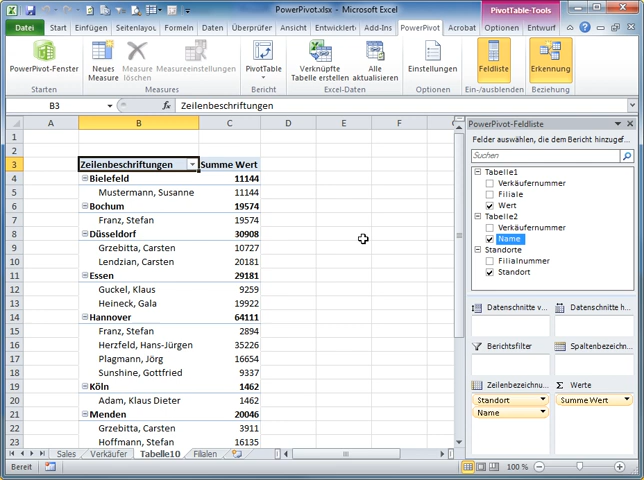 PowerPivot.xlsx - Microsoft Excel
PivotTable-Tools
Datei Start Einfügen Seitenlayout Formeln Daten Überprüfer Ansicht Entwicklert Add-Ins PowerPivot Acrobat Optionen Entwurf
PowerPivot-Fenster
Neues Measure
Measure löschen
Measureeinstellungen
PivotTable
Verknüpfte Tabelle erstellen
Alle aktualisieren
Einstellungen
Feldliste
Erkennung
Starten Measure Bericht Excel-Daten Optionen Ein-/ausblenden Beziehung
B3 fx Zeilenbeschriftungen
A B C D E F
1
2
3 Zeilenbeschriftungen Summe Wert
4 Bielefeld 11144
5 Mustermann, Susanne 11144
6 Bochum 19574
7 Franz, Stefan 19574
8 Düsseldorf 30908
9 Grzebitta, Carsten 10727
10 Lendzian, Carsten 20181
11 Essen 29181
12 Guckel, Klaus 9259
13 Heineck, Gala 19922
14 Hannover 64111
15 Franz, Stefan 2894
16 Herzfeld, Hans-Jürgen 35226
17 Plagmann, Jörg 16654
18 Sunshine, Gottfried 9337
19 Köln 1462
20 Adam, Klaus Dieter 1462
21 Menden 20046
22 Grzebitta, Carsten 3911
23 Hoffmann, Stefan 16135
PowerPivot-Feldliste
Felder auswählen, die dem Bericht hinzugef...
Suchen
Tabelle1
Verkäufernummer
Filiale
Wert
Tabelle2
Verkäufernummer
Name
Standorte
Filialnummer
Standort
Datenschnitte v... Datenschnitte h...
Berichtsfilter Spaltenbezeichn...
Zeilenbezeichnu... Σ Werte
Standort Summe Wert
Name
Sales Verkäufer Tabelle10 Filialen
Bereit 100 %